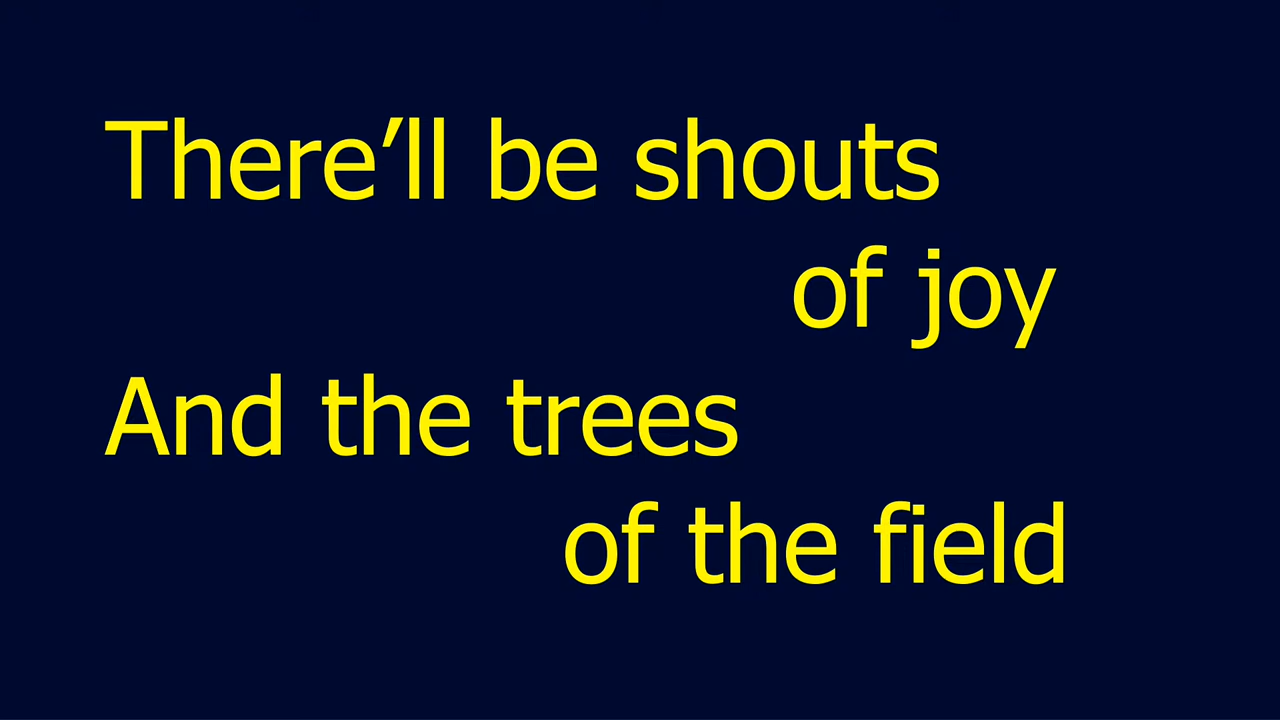 There’ll be shouts
of joy
And the trees
of the field